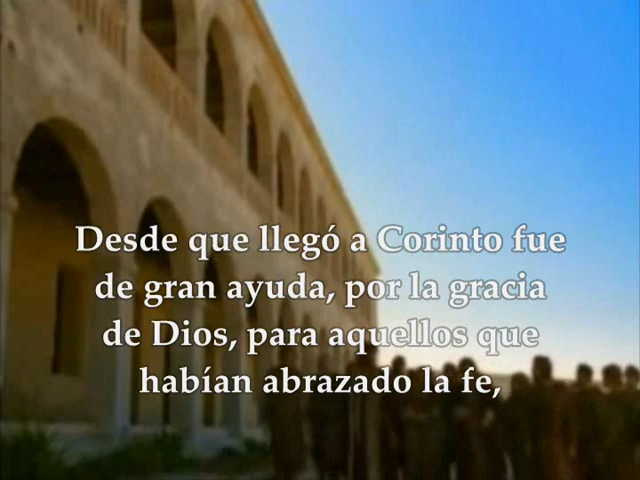 Desde que llegó a Corinto fue
de gran ayuda, por la gracia
de Dios, para aquellos que
habían abrazado la fe,